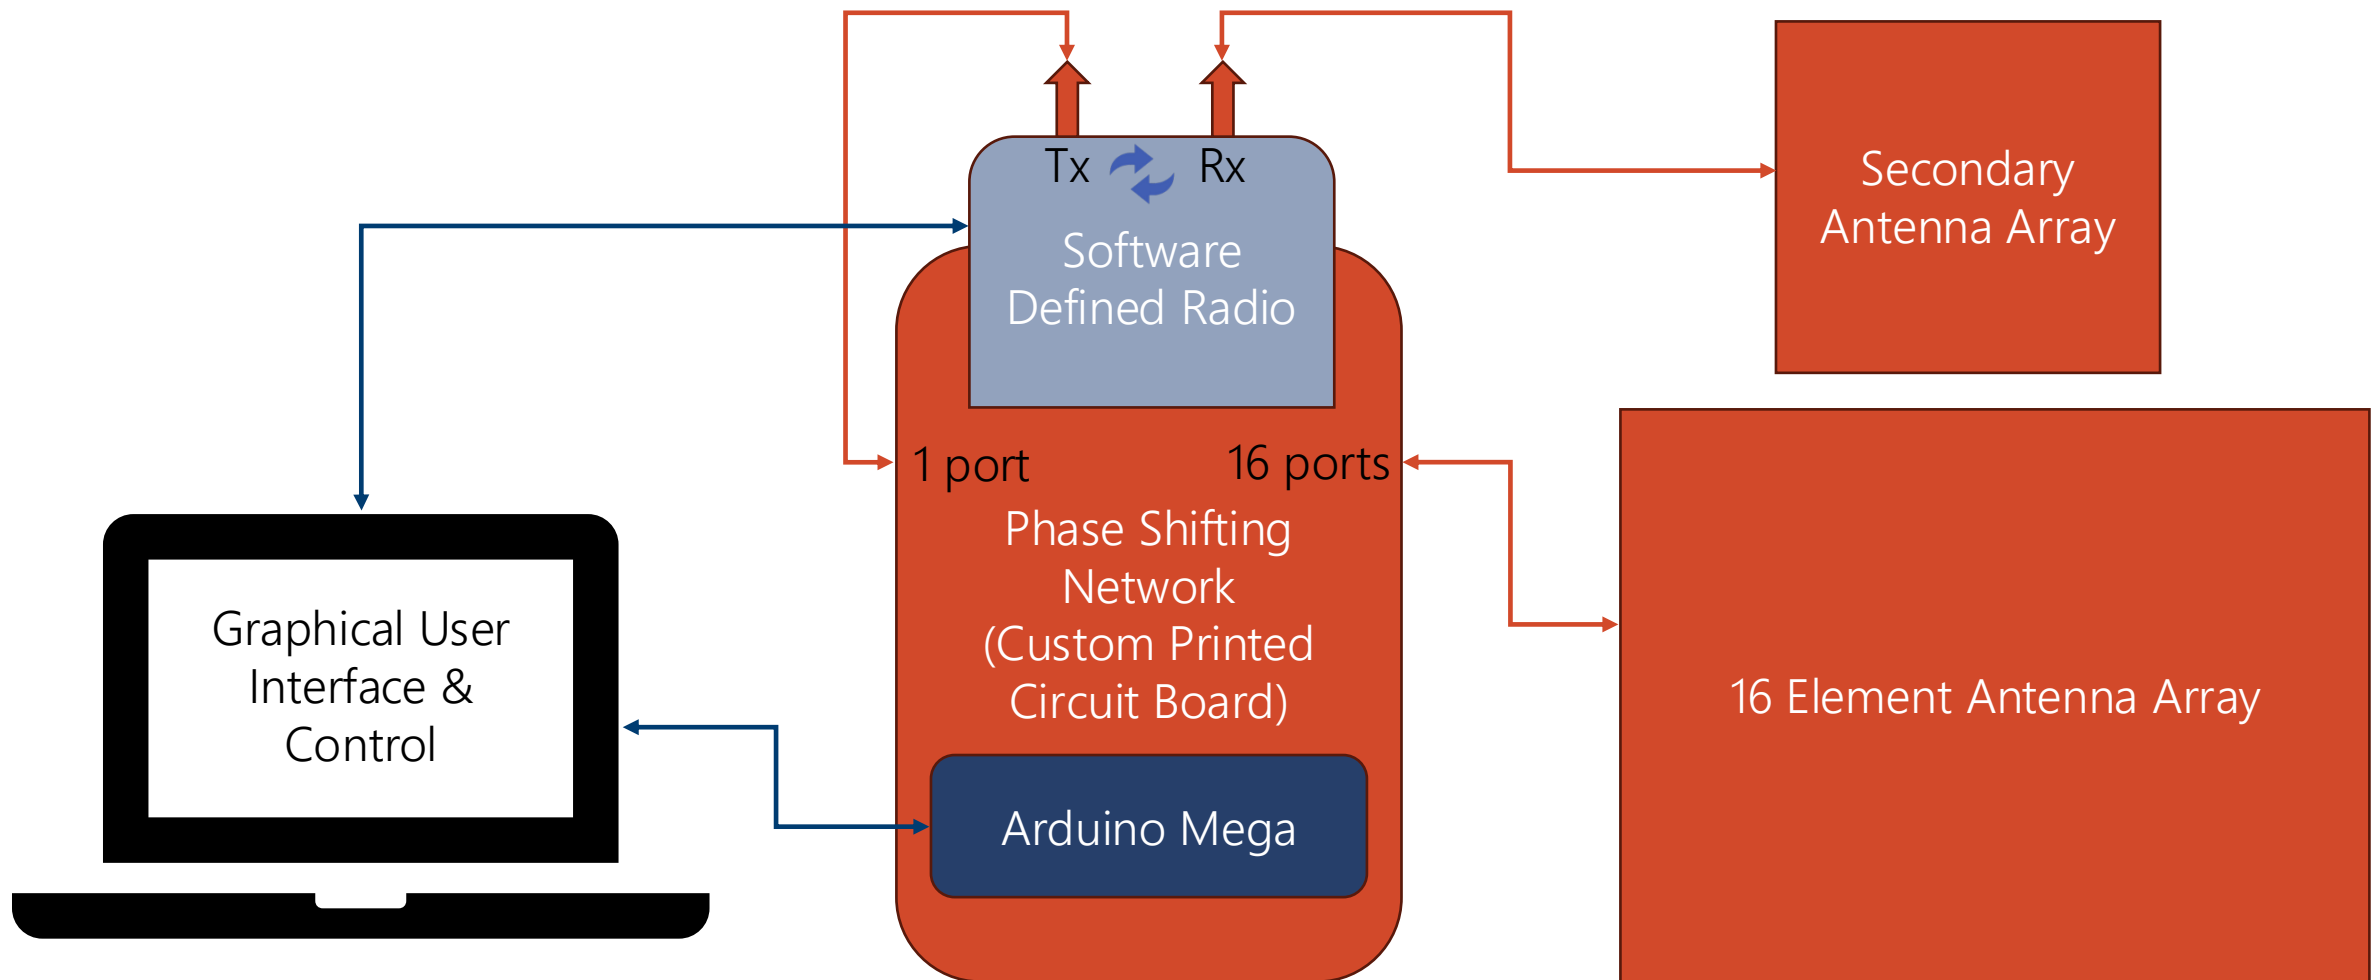 Tx Rx
Software
Defined Radio
Secondary
Antenna Array
1 port
16 ports
Phase Shifting
Network
(Custom Printed
Circuit Board)
Graphical User
Interface &
Control
16 Element Antenna Array
Arduino Mega